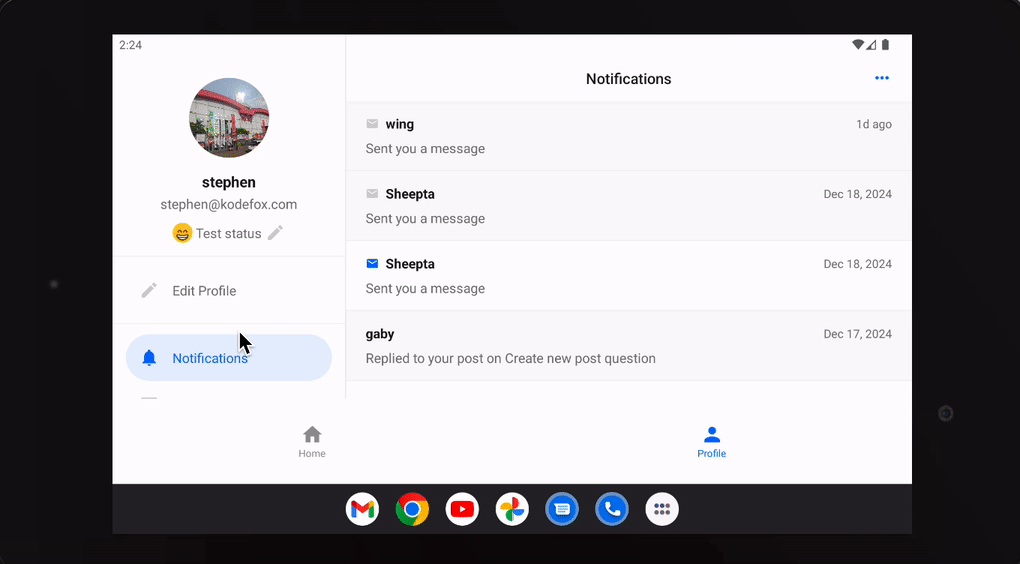 2:24
stephen
stephen@kodefox.com
Test status
Edit Profile
Notifications
Notifications
wing
1d ago
Sent you a message
Sheepta
Dec 18, 2024
Sent you a message
Sheepta
Dec 18, 2024
Sent you a message
gaby
Dec 17, 2024
Replied to your post on Create new post question
Home
Profile